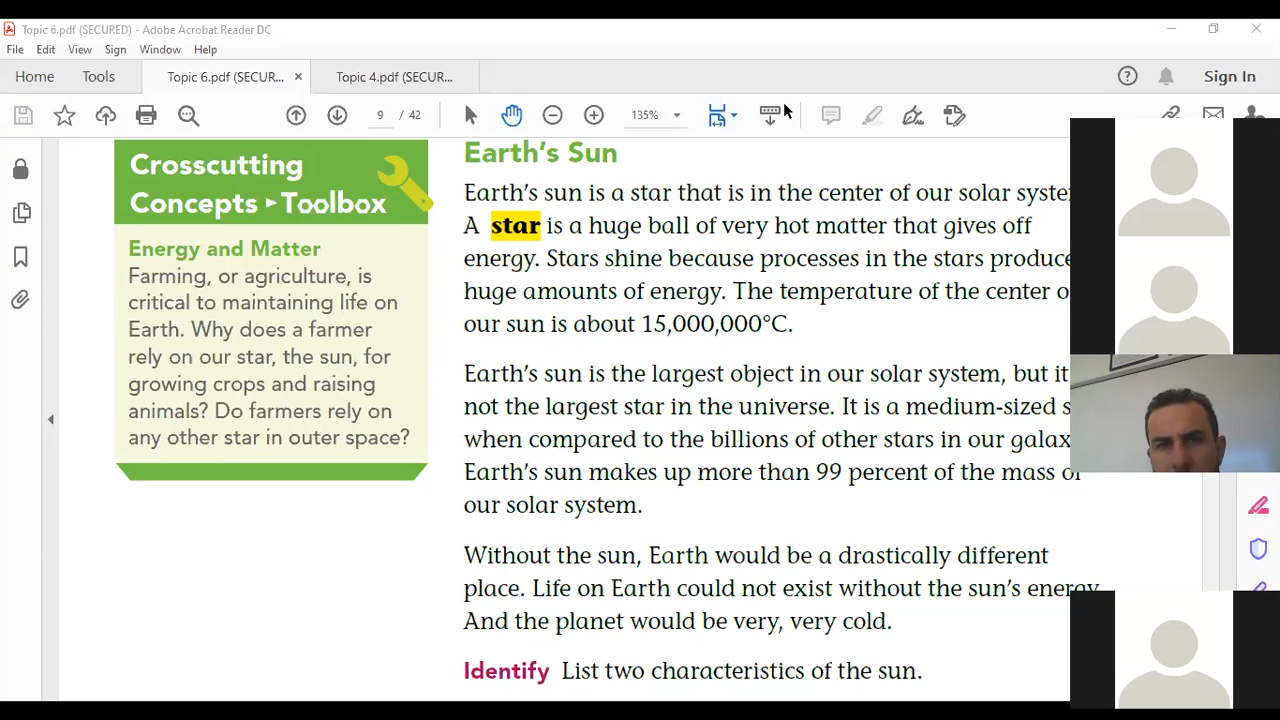 Topic 6.pdf (SECURED) - Adobe Acrobat Reader DC
File Edit View Sign Window Help
Home Tools Topic 6.pdf (SECUR... × Topic 4.pdf (SECUR... Sign In
9 / 42 135%
Crosscutting
Concepts ▸ Toolbox
Energy and Matter
Farming, or agriculture, is
critical to maintaining life on
Earth. Why does a farmer
rely on our star, the sun, for
growing crops and raising
animals? Do farmers rely on
any other star in outer space?
Earth's Sun
Earth's sun is a star that is in the center of our solar
A star is a huge ball of very hot matter that gives off
energy. Stars shine because processes in the stars produce
huge amounts of energy. The temperature of the center
our sun is about 15,000,000°C.
Earth's sun is the largest object in our solar system, but it
not the largest star in the universe. It is a medium-sized
when compared to the billions of other stars in our
Earth's sun makes up more than 99 percent of the mass of
our solar system.
Without the sun, Earth would be a drastically different
place. Life on Earth could not exist without the sun's energy
And the planet would be very, very cold.
Identify List two characteristics of the sun.